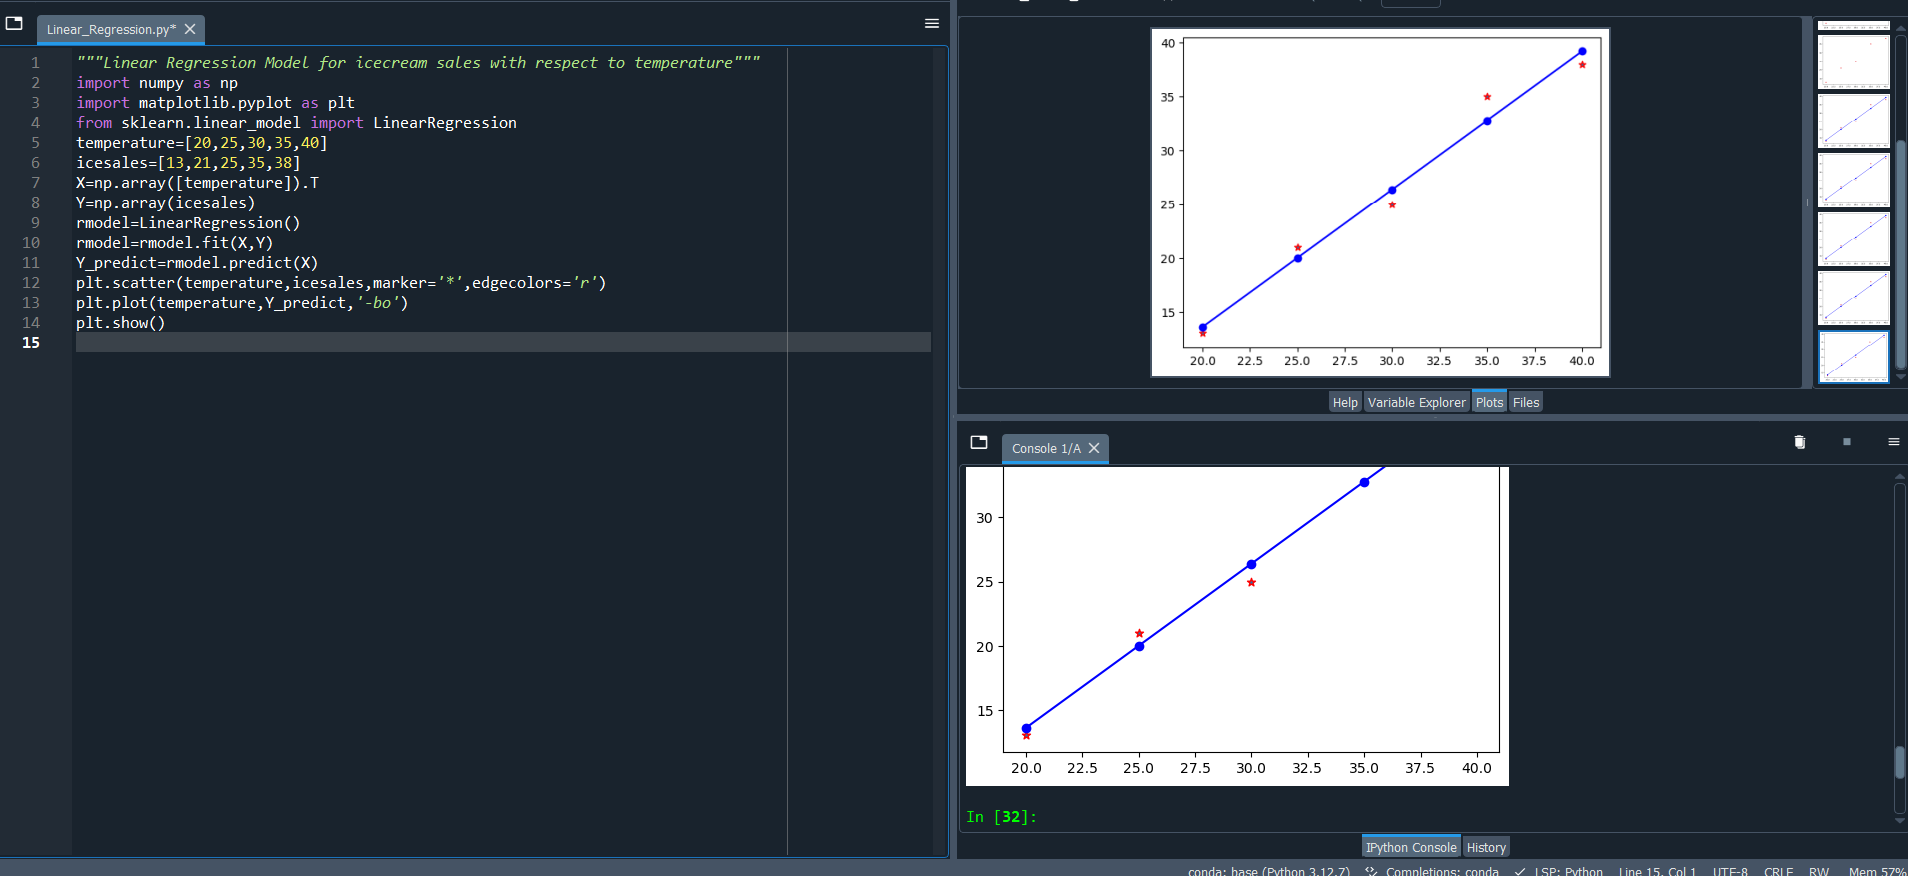 Linear_Regression.py*
1 """Linear Regression Model for icecream sales with respect to temperature"""
2 import numpy as np
3 import matplotlib.pyplot as plt
4 from sklearn.linear_model import LinearRegression
5 temperature=[20,25,30,35,40]
6 icesales=[13,21,25,35,38]
7 X=np.array([temperature]).T
8 Y=np.array(icesales)
9 rmodel=LinearRegression()
10 rmodel=rmodel.fit(X,Y)
11 Y_predict=rmodel.predict(X)
12 plt.scatter(temperature,icesales,marker='*',edgecolors='r')
13 plt.plot(temperature,Y_predict,'-bo')
14 plt.show()
15
40
35
30
25
20
15
20.0 22.5 25.0 27.5 30.0 32.5 35.0 37.5 40.0
Help Variable Explorer Plots Files
Console 1/A
30
25
20
15
20.0 22.5 25.0 27.5 30.0 32.5 35.0 37.5 40.0
In [32]:
IPython Console History
conda: base (Python 3.12.7) Completions: conda LSP: Python Line 15, Col 1 UTF-8 CRLF RW Mem 57%